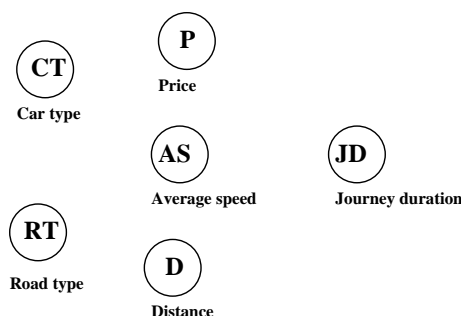 P
Price
CT
Car type
AS
Average speed
JD
Journey duration
RT
Road type
D
Distance